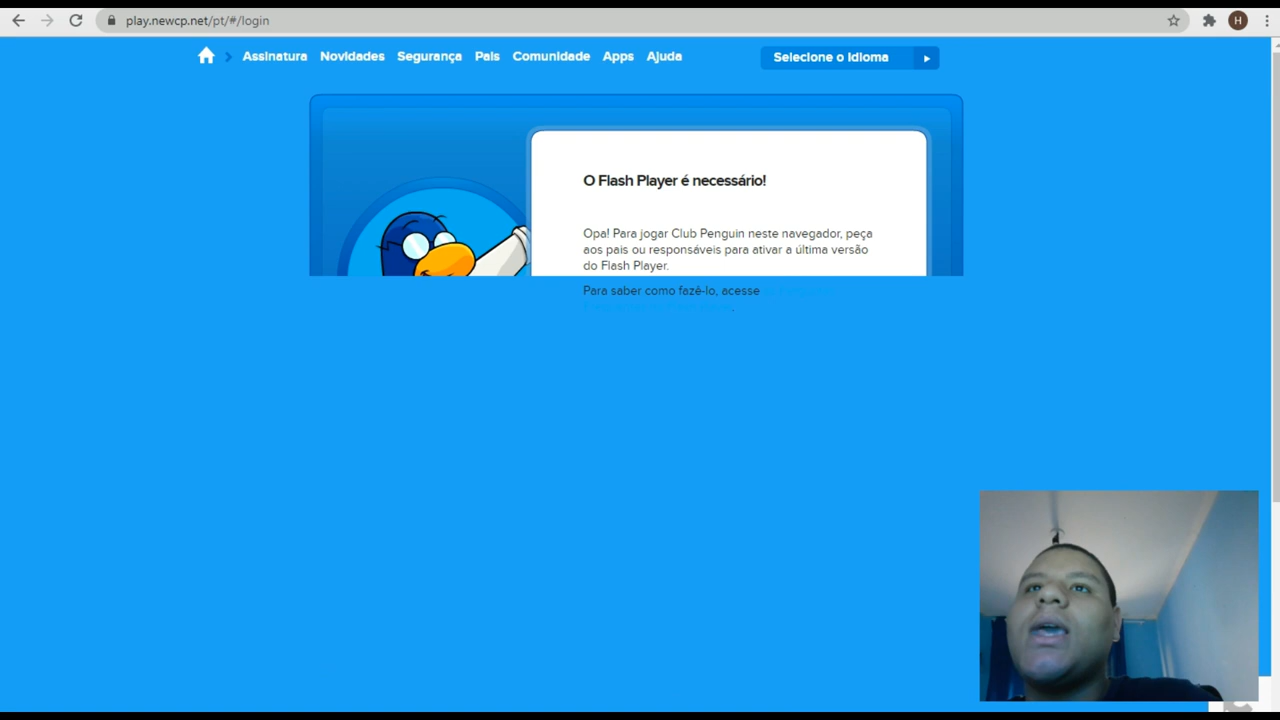 play.newcp.net/pt/#/login
H
Assinatura Novidades Segurança Pais Comunidade Apps Ajuda
Selecione o Idioma
O Flash Player é necessário!
Opa! Para jogar Club Penguin neste navegador, peça
aos pais ou responsáveis para ativar a última versão
do Flash Player.
Para saber como fazê-lo, acesse